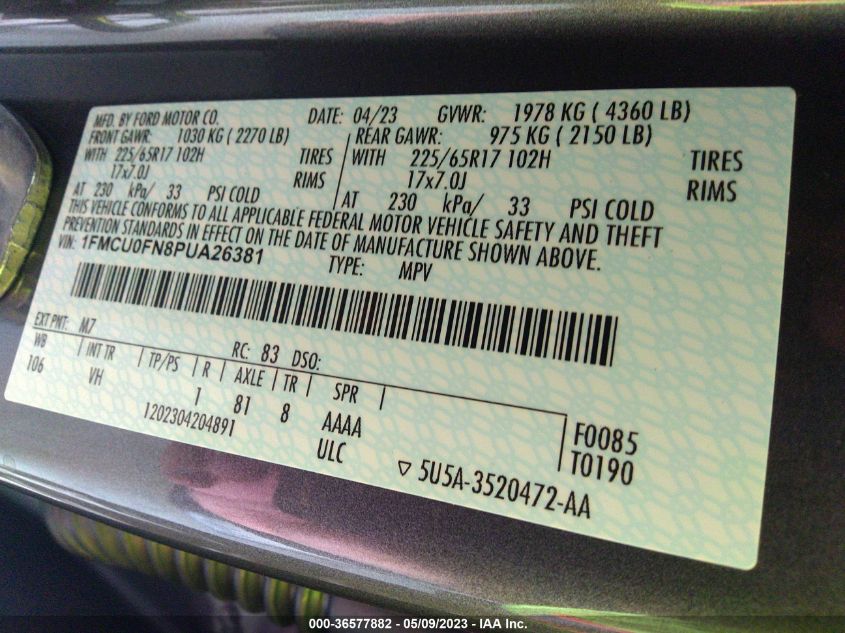 MFD. BY FORD MOTOR CO. DATE: 04/23 GVWR: 1978 KG ( 4360 LB)
FRONT GAWR: 1030 KG ( 2270 LB) REAR GAWR: 975 KG ( 2150 LB)
WITH 225/65R17 102H TIRES WITH 225/65R17 102H TIRES
17x7.0J RIMS 17x7.0J RIMS
AT 230 kPa/ 33 PSI COLD AT 230 kPa/ 33 PSI COLD
THIS VEHICLE CONFORMS TO ALL APPLICABLE FEDERAL MOTOR VEHICLE SAFETY AND THEFT
PREVENTION STANDARDS IN EFFECT ON THE DATE OF MANUFACTURE SHOWN ABOVE.
VIN: 1FMCU0FN8PUA26381
TYPE: MPV
EXT PNT: M7 RC: 83 DSO:
WB INT TR TP/PS R AXLE TR SPR
106 VH 1 81 8 AAAA
1202304204891 ULC
F0085
T0190
▽ 5U5A-3520472-AA
000-36577882 - 05/09/2023 - IAA Inc.